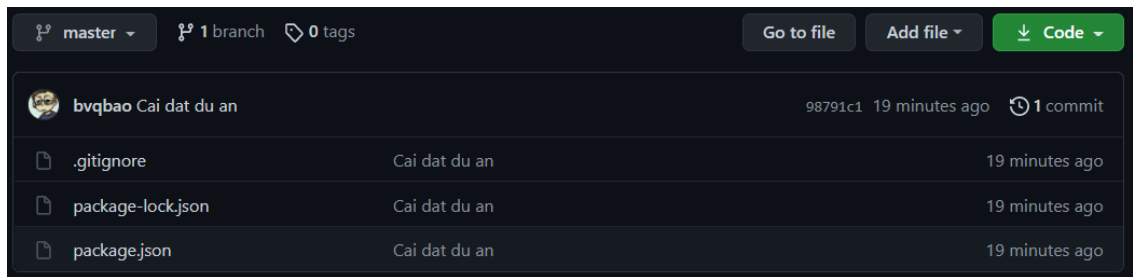 master 1 branch 0 tags Go to file Add file Code
bvqbao Cai dat du an 98791c1 19 minutes ago 1 commit
.gitignore Cai dat du an 19 minutes ago
package-lock.json Cai dat du an 19 minutes ago
package.json Cai dat du an 19 minutes ago